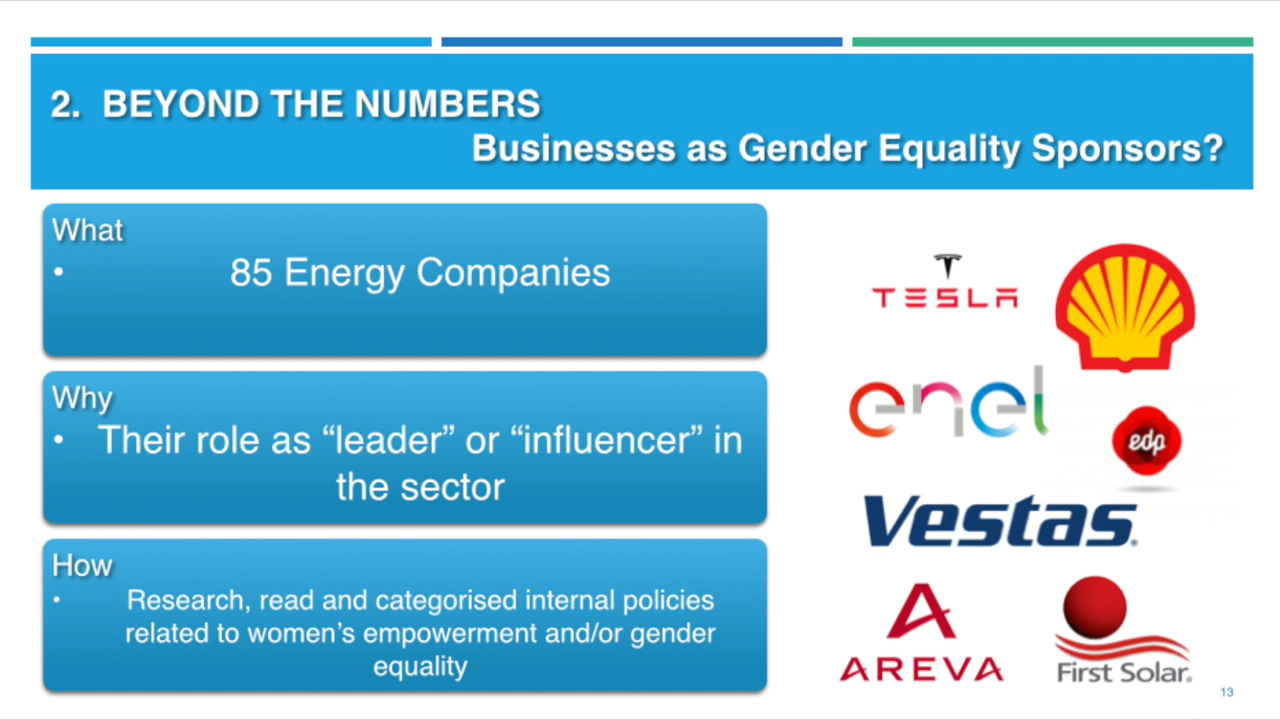 2. BEYOND THE NUMBERS
Businesses as Gender Equality Sponsors?
What
• 85 Energy Companies
Why
• Their role as “leader” or “influencer” in
the sector
How
• Research, read and categorised internal policies
related to women’s empowerment and/or gender
equality
TESLA
enel
edp
Vestas
AREVA
First Solar.
13